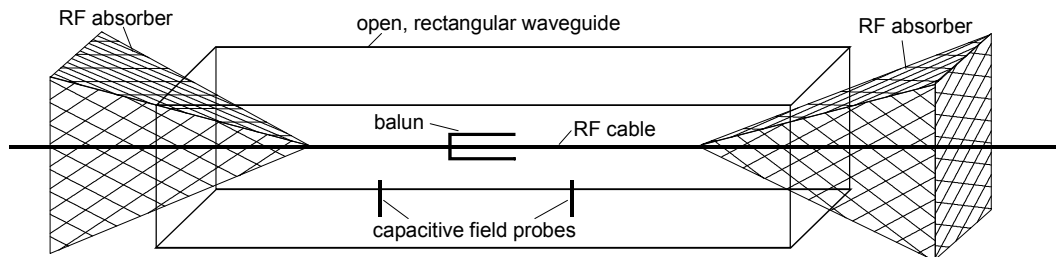 RF absorber
open, rectangular waveguide
RF absorber
balun
RF cable
capacitive field probes